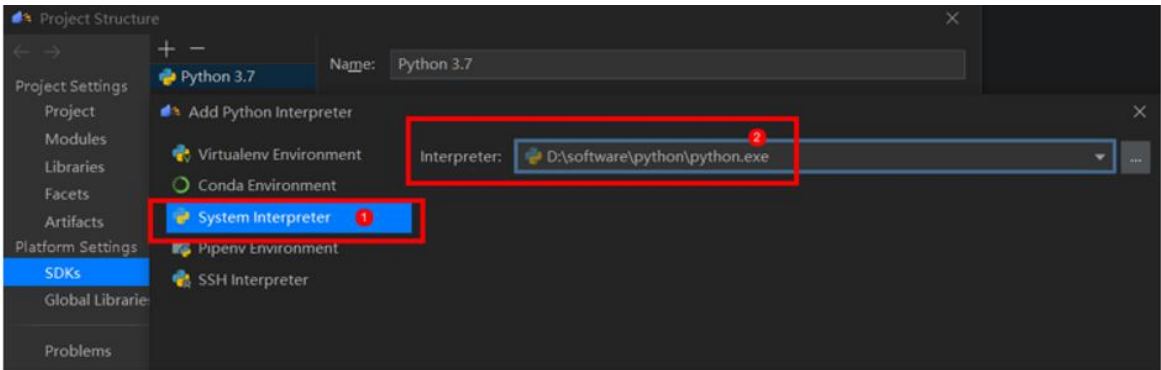 Project Structure
Name: Python 3.7
Python 3.7
Project Settings
Project
Modules
Libraries
Facets
Artifacts
Platform Settings
SDKs
Global Librarie
Problems
Add Python Interpreter
Virtualenv Environment
Conda Environment
System Interpreter 1
Pipenv Environment
SSH Interpreter
2
Interpreter: D:\software\python\python.exe ...